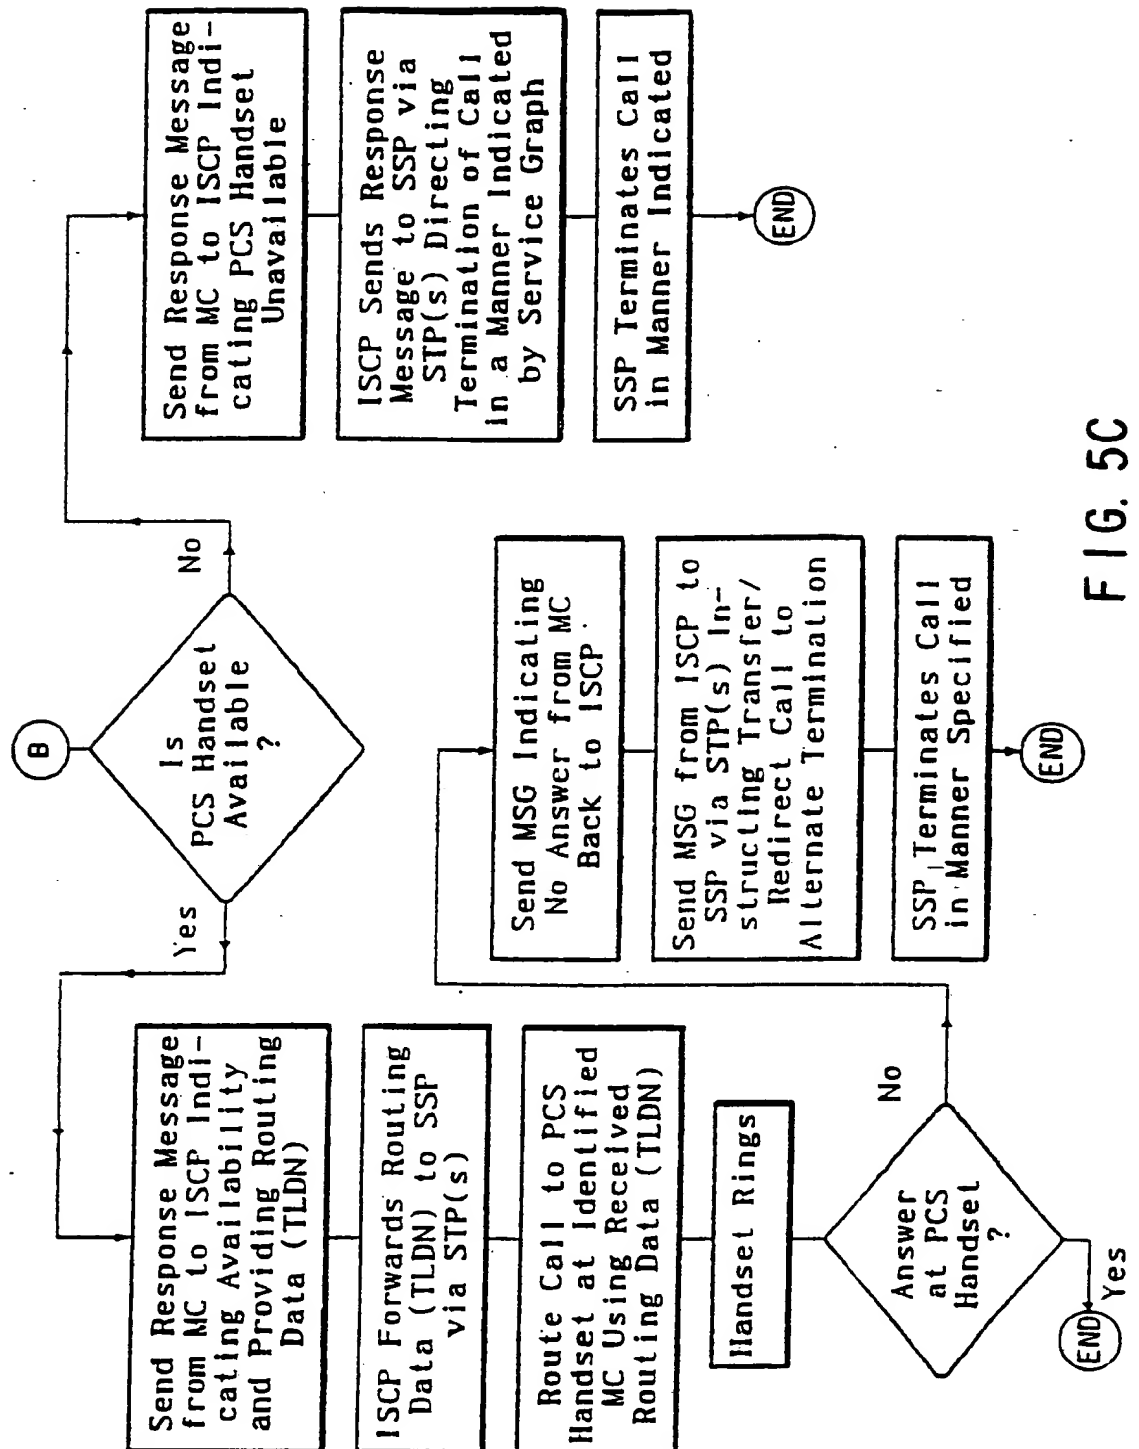 B
Is
PCS Handset
Available
?
Yes
No
Send Response Message
from MC to ISCP Indi-
cating Availability
and Providing Routing
Data (TLDN)
ISCP Forwards Routing
Data (TLDN) to SSP
via STP(s)
Route Call to PCS
Handset at Identified
MC Using Received
Routing Data (TLDN)
Handset Rings
Answer
at PCS
Handset
?
No
Yes
END
Send MSG Indicating
No Answer from MC
Back to ISCP
Send MSG from ISCP to
SSP via STP(s) In-
structing Transfer/
Redirect Call to
Alternate Termination
SSP Terminates Call
in Manner Specified
END
Send Response Message
from MC to ISCP Indi-
cating PCS Handset
Unavailable
ISCP Sends Response
Message to SSP via
STP(s) Directing
Termination of Call
in a Manner Indicated
by Service Graph
SSP Terminates Call
in Manner Indicated
END
FIG. 5C